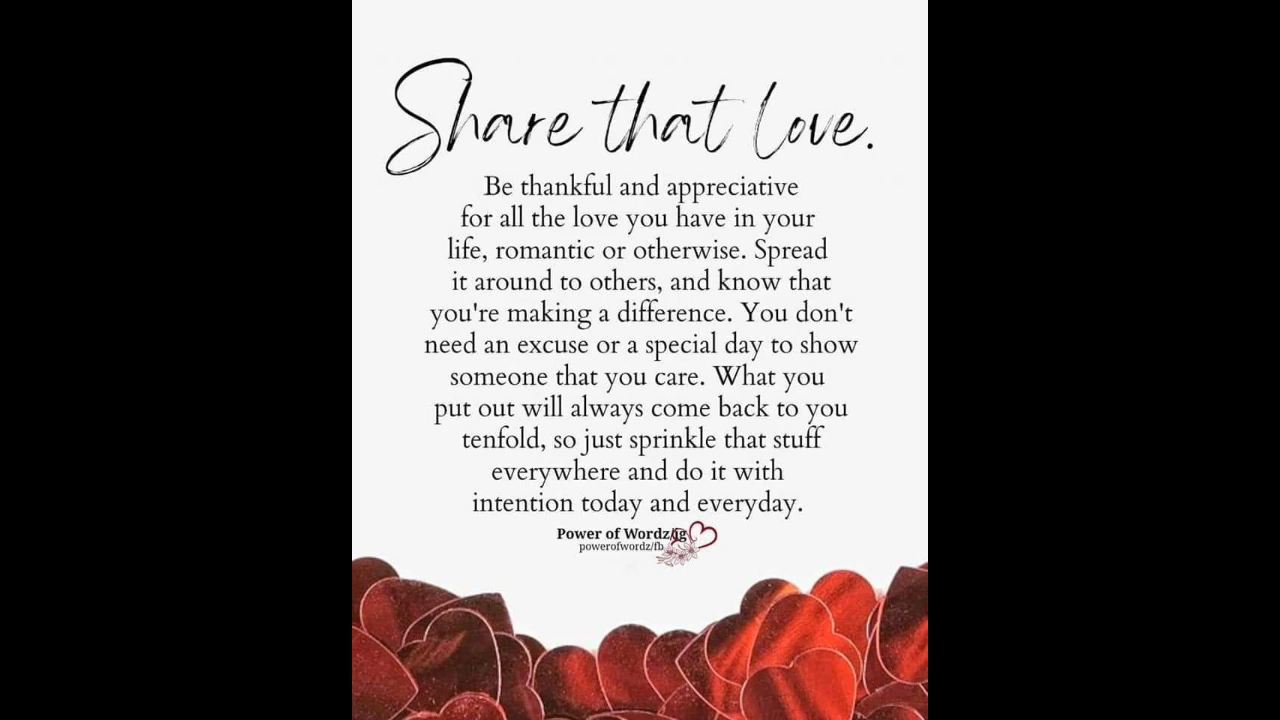 Share that love.
Be thankful and appreciative
for all the love you have in your
life, romantic or otherwise. Spread
it around to others, and know that
you're making a difference. You don't
need an excuse or a special day to show
someone that you care. What you
put out will always come back to you
tenfold, so just sprinkle that stuff
everywhere and do it with
intention today and everyday.
Power of Wordz/ig
powerofwordz/fb